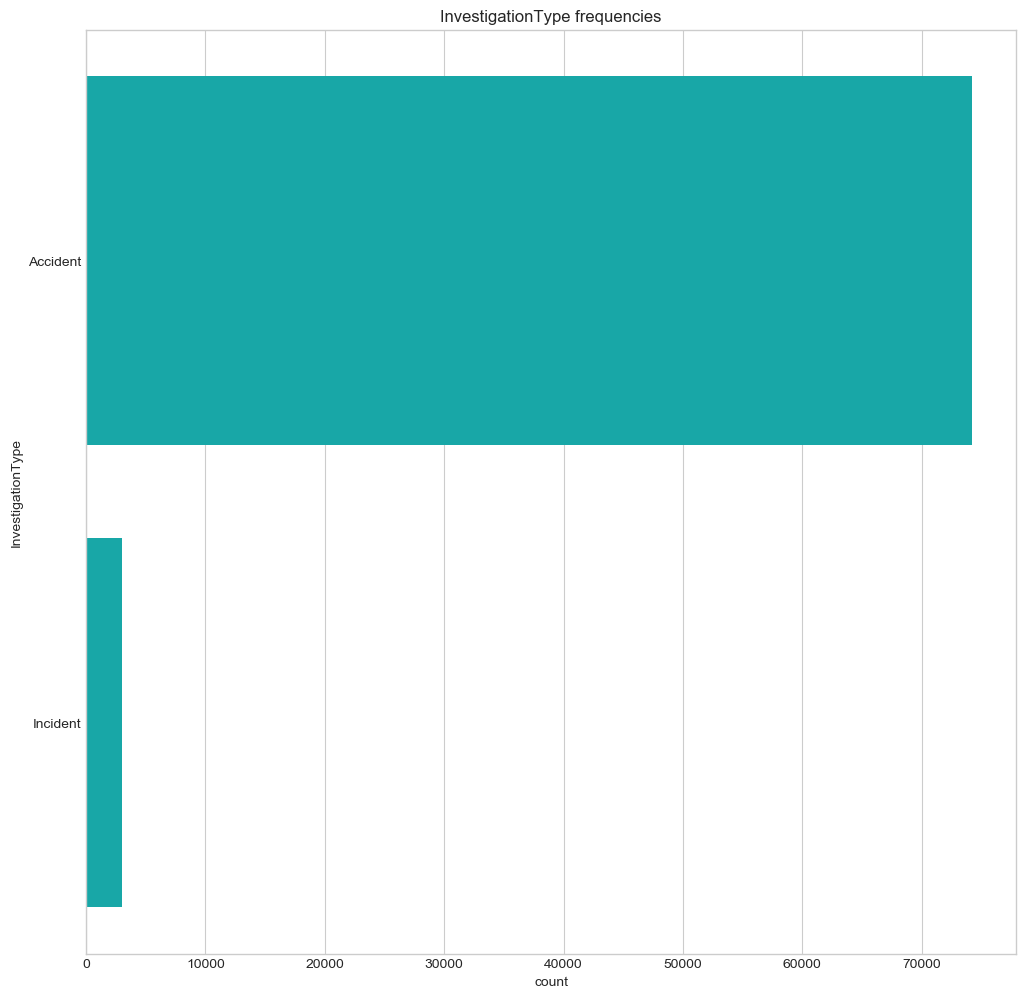 InvestigationType frequencies
Accident
InvestigationType
Incident
0 10000 20000 30000 40000 50000 60000 70000
count